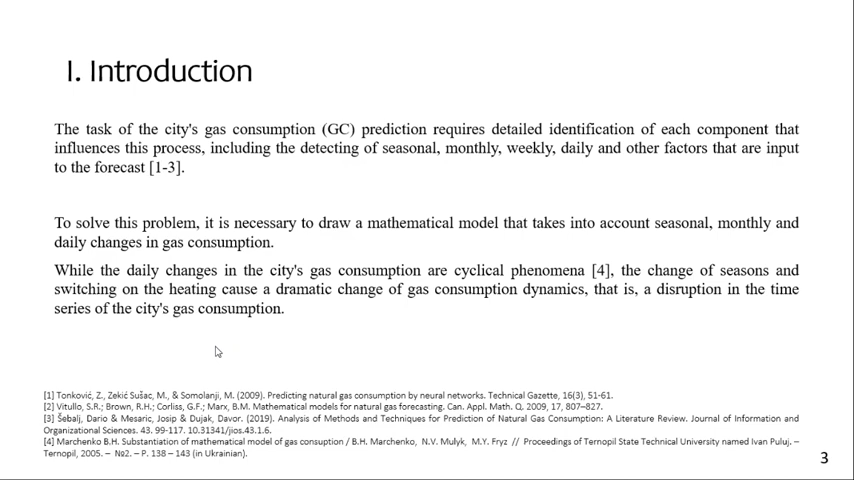 I. Introduction
The task of the city's gas consumption (GC) prediction requires detailed identification of each component that
influences this process, including the detecting of seasonal, monthly, weekly, daily and other factors that are input
to the forecast [1-3].
To solve this problem, it is necessary to draw a mathematical model that takes into account seasonal, monthly and
daily changes in gas consumption.
While the daily changes in the city's gas consumption are cyclical phenomena [4], the change of seasons and
switching on the heating cause a dramatic change of gas consumption dynamics, that is, a disruption in the time
series of the city's gas consumption.
[1] Tonković, Z., Zekić Sušac, M., & Somolanji, M. (2009). Predicting natural gas consumption by neural networks. Technical Gazette, 16(3), 51-61.
[2] Vitullo, S.R.; Brown, R.H.; Corliss, G.F.; Marx, B.M. Mathematical models for natural gas forecasting. Can. Appl. Math. Q. 2009, 17, 807–827.
[3] Šebalj, Dario & Mesaric, Josip & Dujak, Davor. (2019). Analysis of Methods and Techniques for Prediction of Natural Gas Consumption: A Literature Review. Journal of Information and
Organizational Sciences. 43. 99-117. 10.31341/jios.43.1.6.
[4] Marchenko B.H. Substantiation of mathematical model of gas consuption / B.H. Marchenko, N.V. Mulyk, M.Y. Fryz // Proceedings of Ternopil State Technical University named Ivan Puluj. –
Ternopil, 2005. – №2. – P. 138 – 143 (in Ukrainian).
3